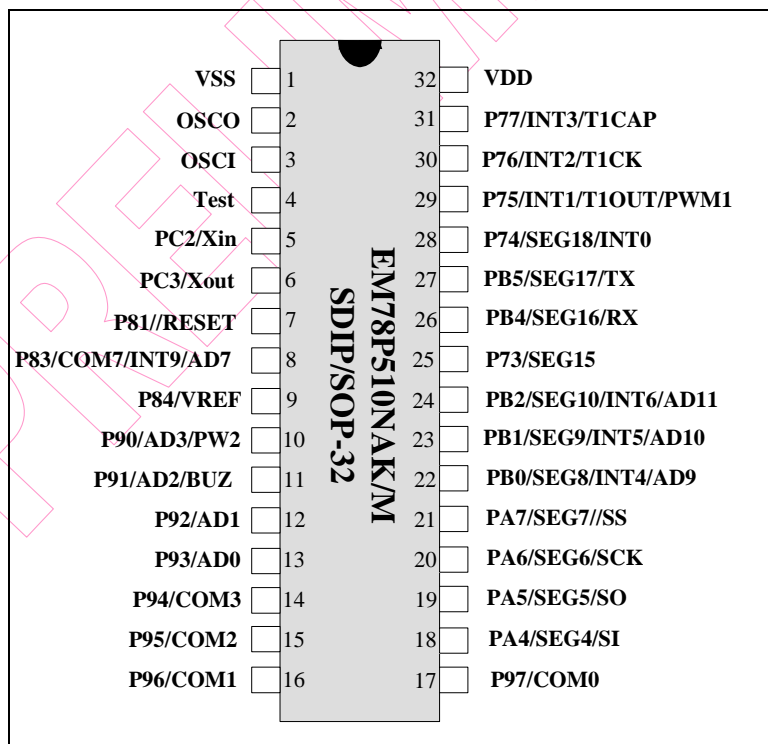 VSS 1 32 VDD
OSCO 2 31 P77/INT3/T1CAP
OSCI 3 30 P76/INT2/T1CK
Test 4 29 P75/INT1/T1OUT/PWM1
PC2/Xin 5 28 P74/SEG18/INT0
PC3/Xout 6 27 PB5/SEG17/TX
P81//RESET 7 26 PB4/SEG16/RX
P83/COM7/INT9/AD7 8 25 P73/SEG15
P84/VREF 9 24 PB2/SEG10/INT6/AD11
P90/AD3/PW2 10 23 PB1/SEG9/INT5/AD10
P91/AD2/BUZ 11 22 PB0/SEG8/INT4/AD9
P92/AD1 12 21 PA7/SEG7//SS
P93/AD0 13 20 PA6/SEG6/SCK
P94/COM3 14 19 PA5/SEG5/SO
P95/COM2 15 18 PA4/SEG4/SI
P96/COM1 16 17 P97/COM0
EM78P510NAK/M
SDIP/SOP-32